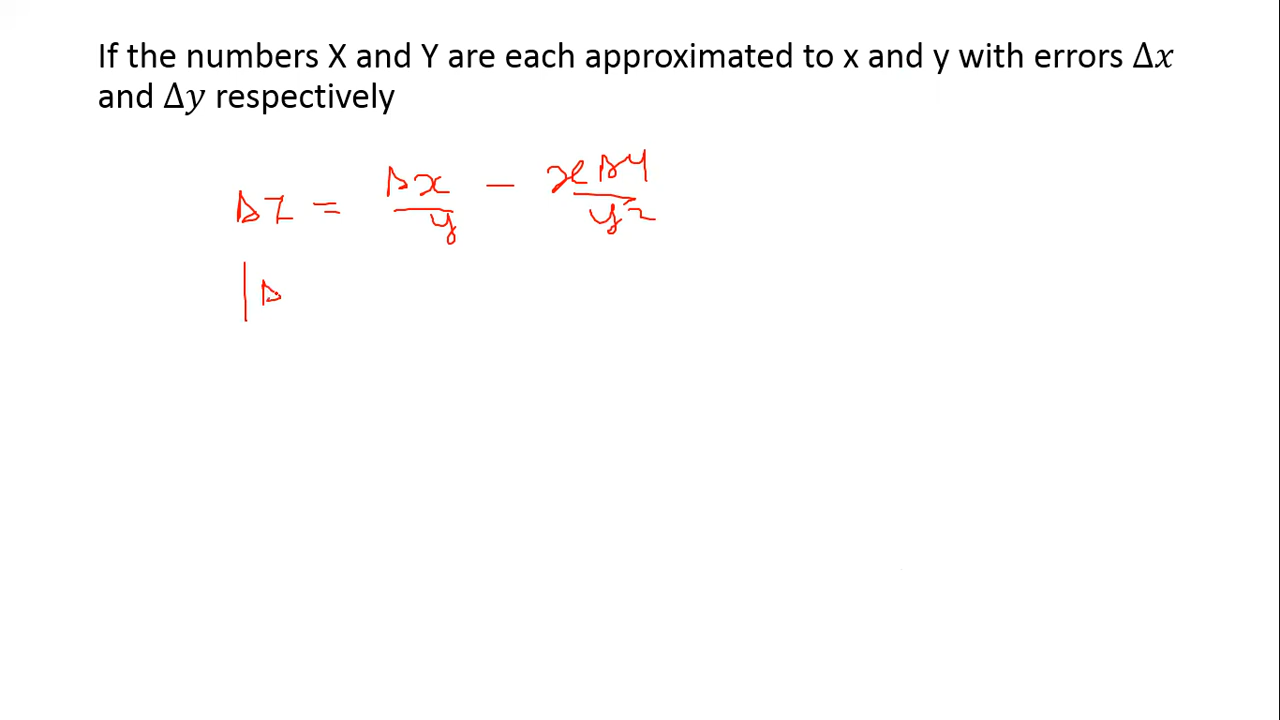 If the numbers X and Y are each approximated to x and y with errors Δ𝑥
and Δ𝑦 respectively
Δz = Δx/y - xΔy/y²
|Δ